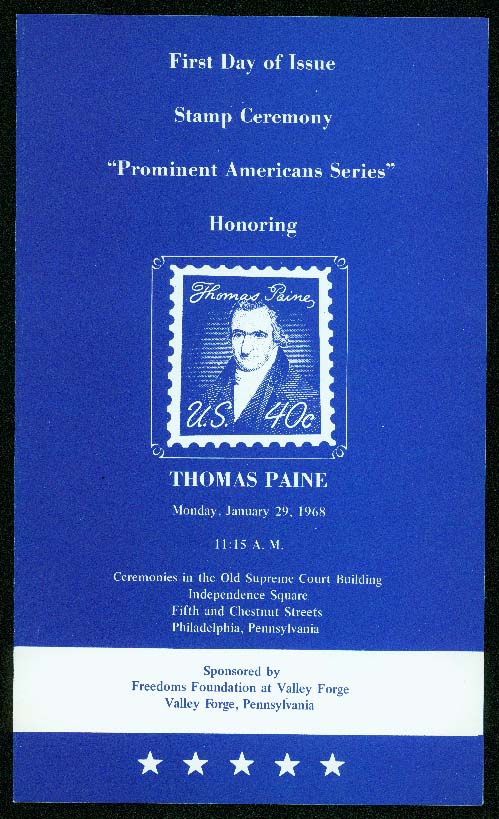 First Day of Issue
Stamp Ceremony
"Prominent Americans Series"
Honoring
Thomas Paine
U.S. 40c
THOMAS PAINE
Monday, January 29, 1968
11:15 A. M.
Ceremonies in the Old Supreme Court Building
Independence Square
Fifth and Chestnut Streets
Philadelphia, Pennsylvania
Sponsored by
Freedoms Foundation at Valley Forge
Valley Forge, Pennsylvania